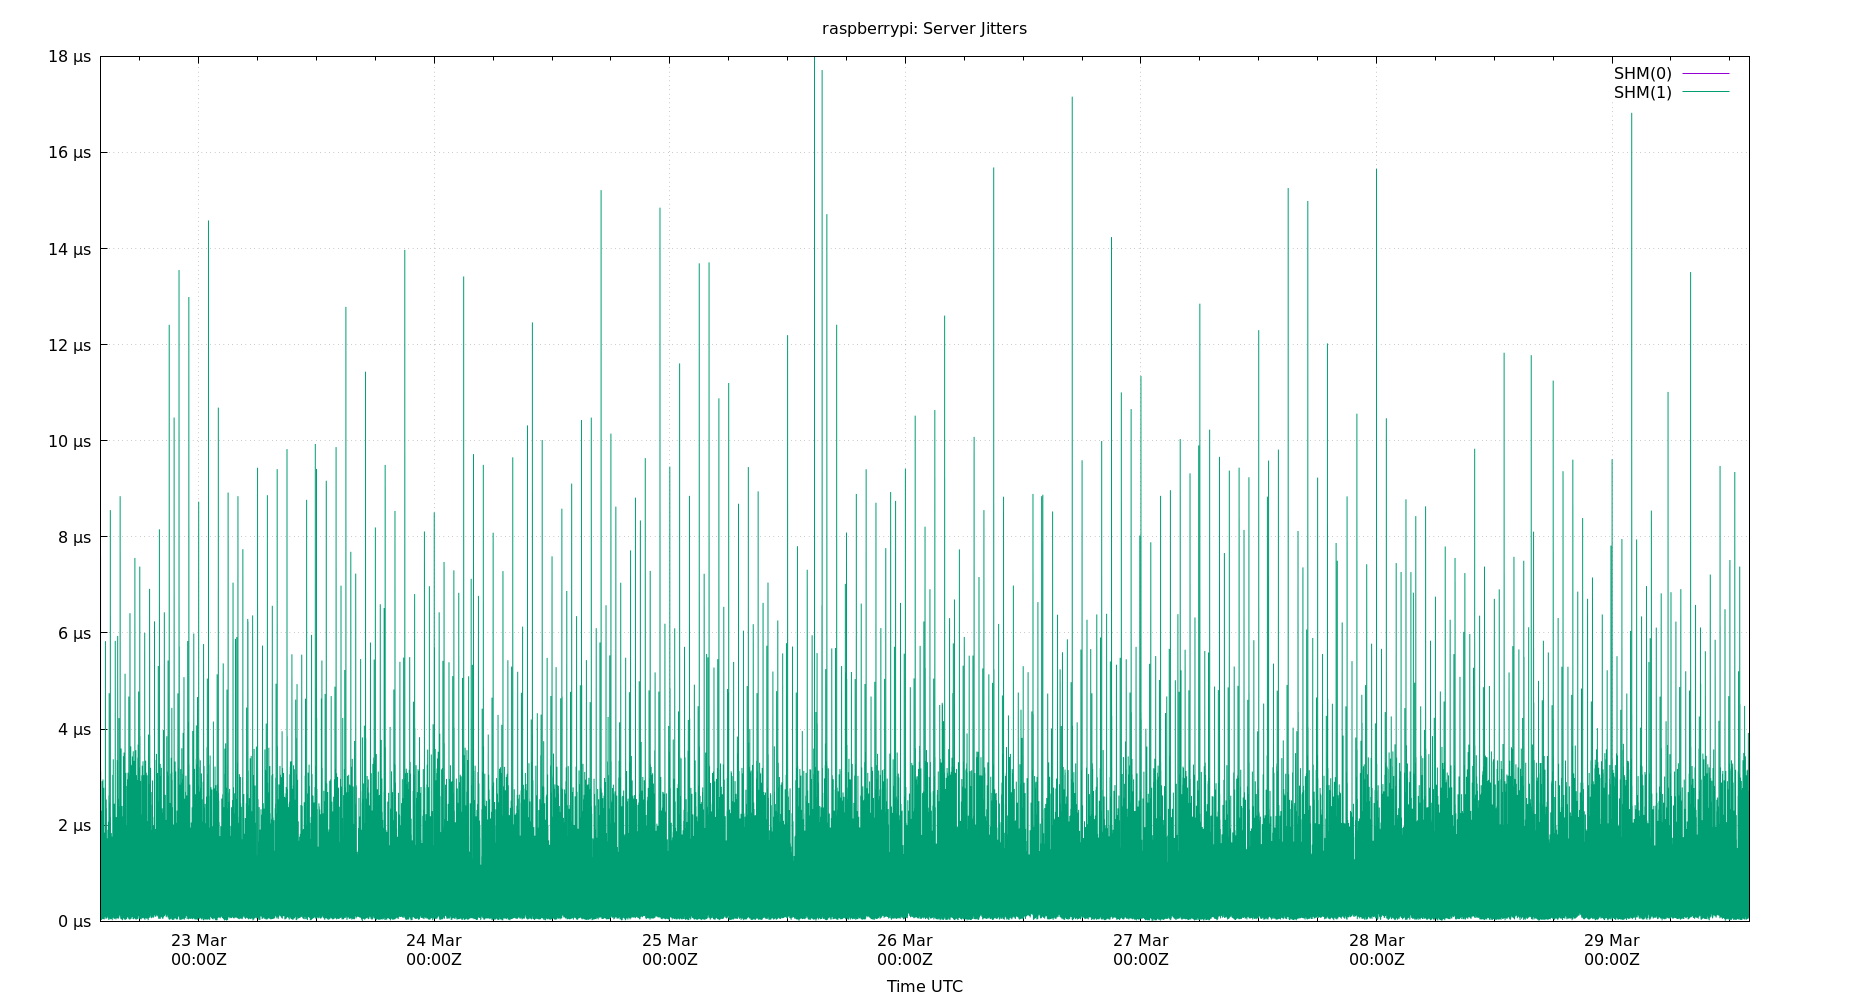 raspberrypi: Server Jitters
18 µs
SHM(0)
SHM(1)
16 µs
14 µs
12 µs
10 µs
8 µs
6 µs
4 µs
2 µs
0 µs
23 Mar 24 Mar 25 Mar 26 Mar 27 Mar 28 Mar 29 Mar
00:00Z 00:00Z 00:00Z 00:00Z 00:00Z 00:00Z 00:00Z
Time UTC